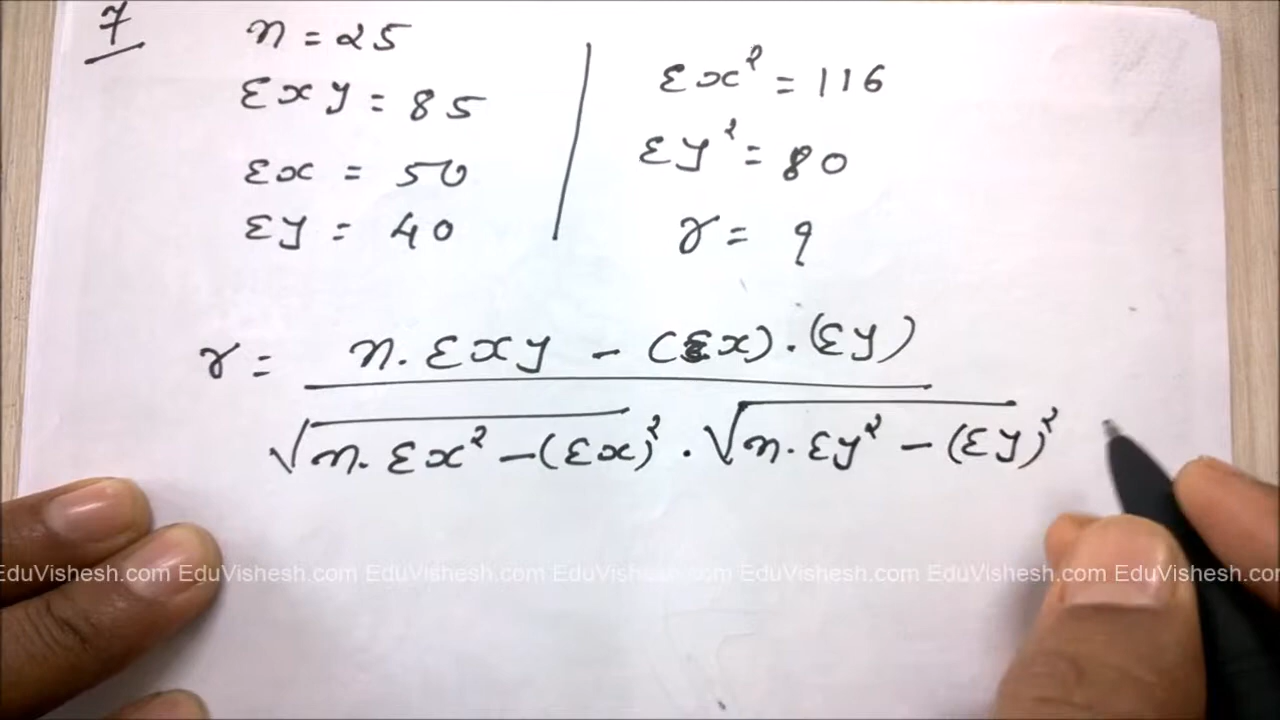 7
n = 25
Σxy = 85
Σx = 50
Σy = 40
Σx² = 116
Σy² = 80
r = ?
r = n. Σxy - (Σx) . (Σy)
√n. Σx² - (Σx)² . √n. Σy² - (Σy)²
EduVishesh.com EduVishesh.com EduVishesh.com EduVishesh.com EduVishesh.com EduVishesh.com EduVishesh.com